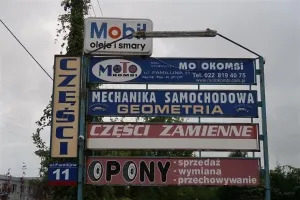 Mobil
oleje i smary
CZĘŚCI
11
MOTO
OKOMSI
MO OKOMSI
tel. 022 819 40 75
MECHANIKA SAMOCHODOWA
GEOMETRIA
CZĘŚCI ZAMIENNE
OPONY
- sprzedaż
- wymiana
- przechowywanie